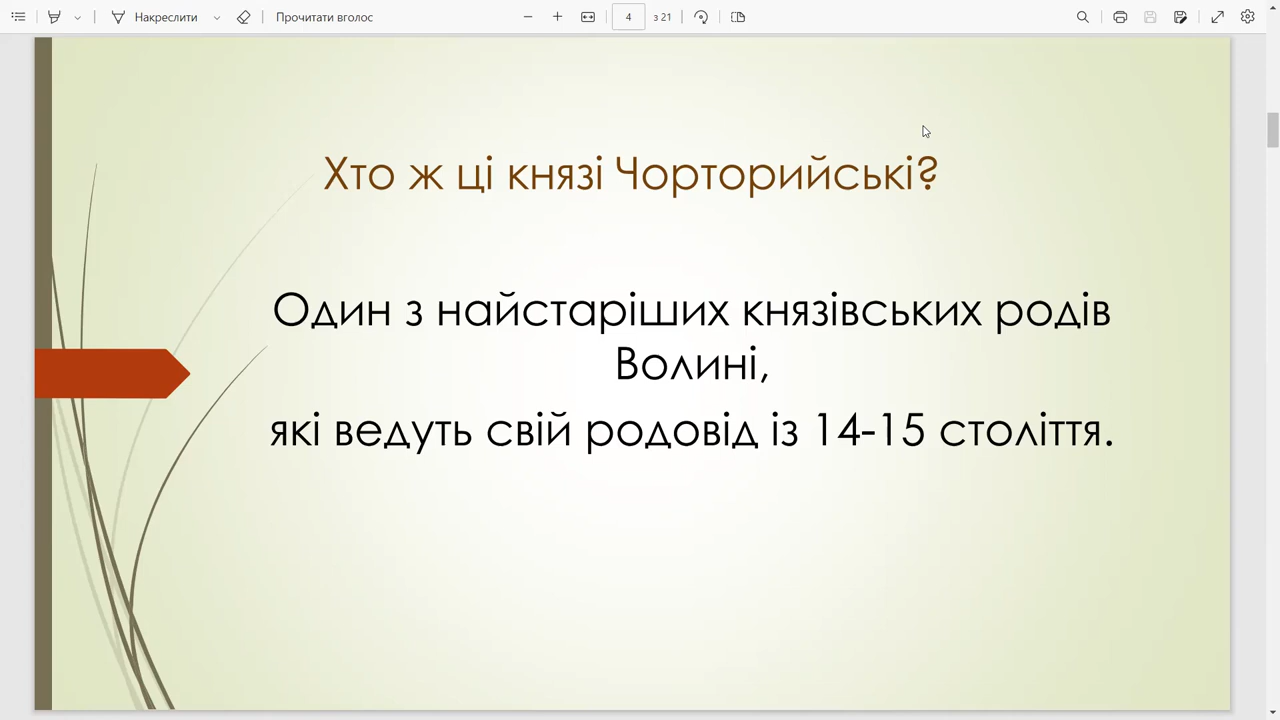 Накреслити
Прочитати вголос
4
з 21
Хто ж ці князі Чорторийські?
Один з найстаріших князівських родів
Волині,
які ведуть свій родовід із 14-15 століття.